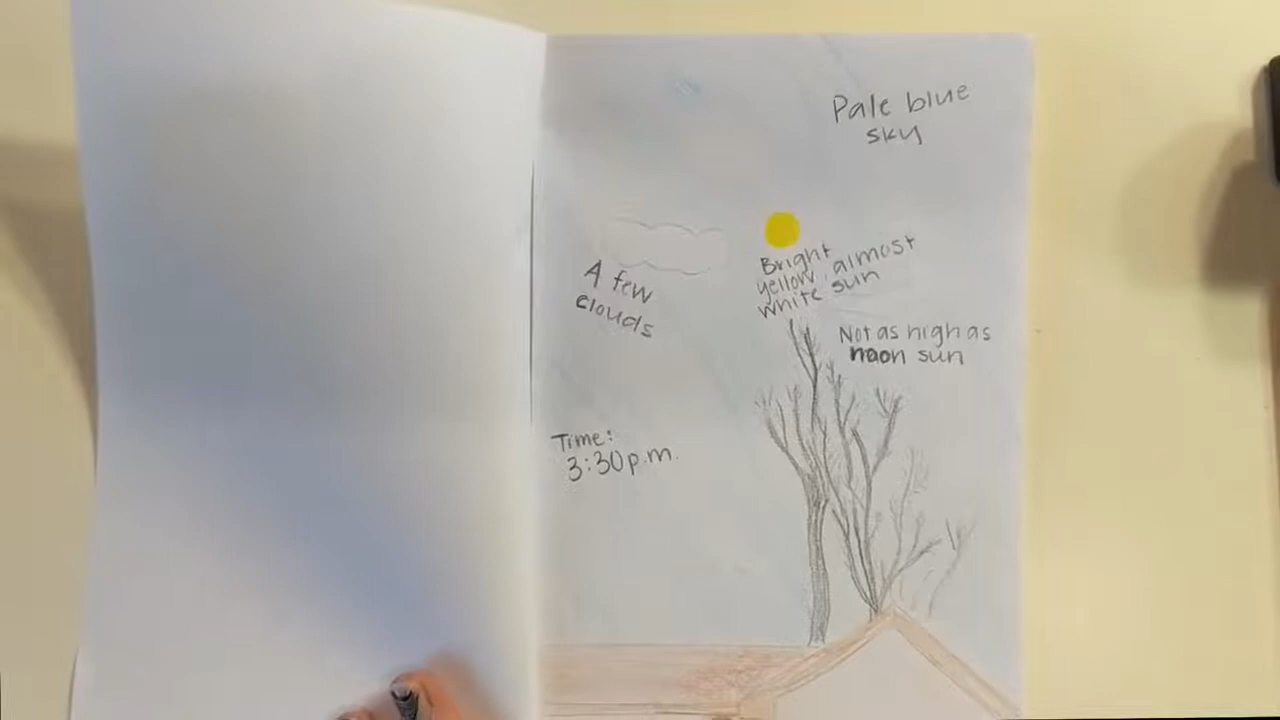 Pale blue
sky
A few
clouds
Bright
yellow, almost
white sun
Not as high as
noon sun
Time:
3:30 p.m.